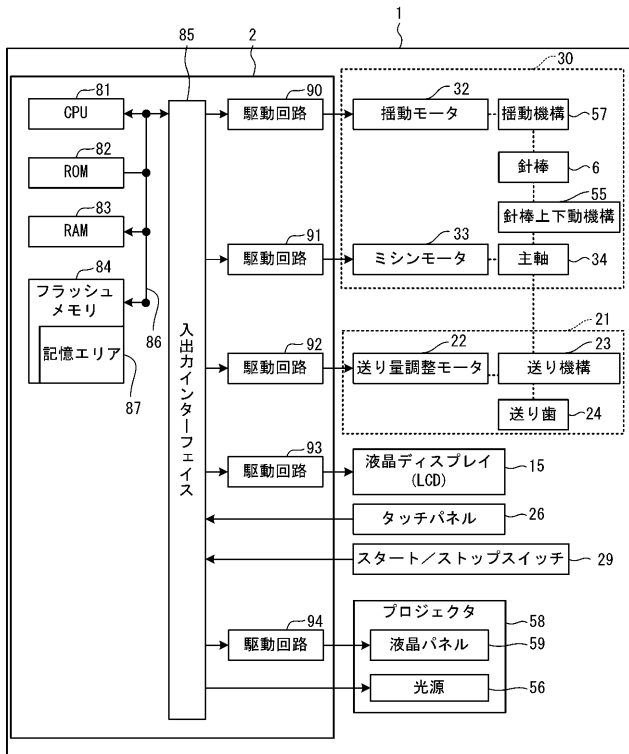 1
85
2
30
81
CPU
90
駆動回路
32
揺動モータ
揺動機構
57
82
ROM
針棒
6
83
RAM
55
針棒上下動機構
84
フラッシュ
メモリ
記憶エリア
86
87
入出力インターフェイス
91
駆動回路
33
ミシンモータ
主軸
34
21
92
駆動回路
22
送り量調整モータ
23
送り機構
送り歯
24
93
駆動回路
液晶ディスプレイ
(LCD)
15
タッチパネル
26
スタート／ストップスイッチ
29
94
駆動回路
プロジェクタ
58
液晶パネル
59
光源
56